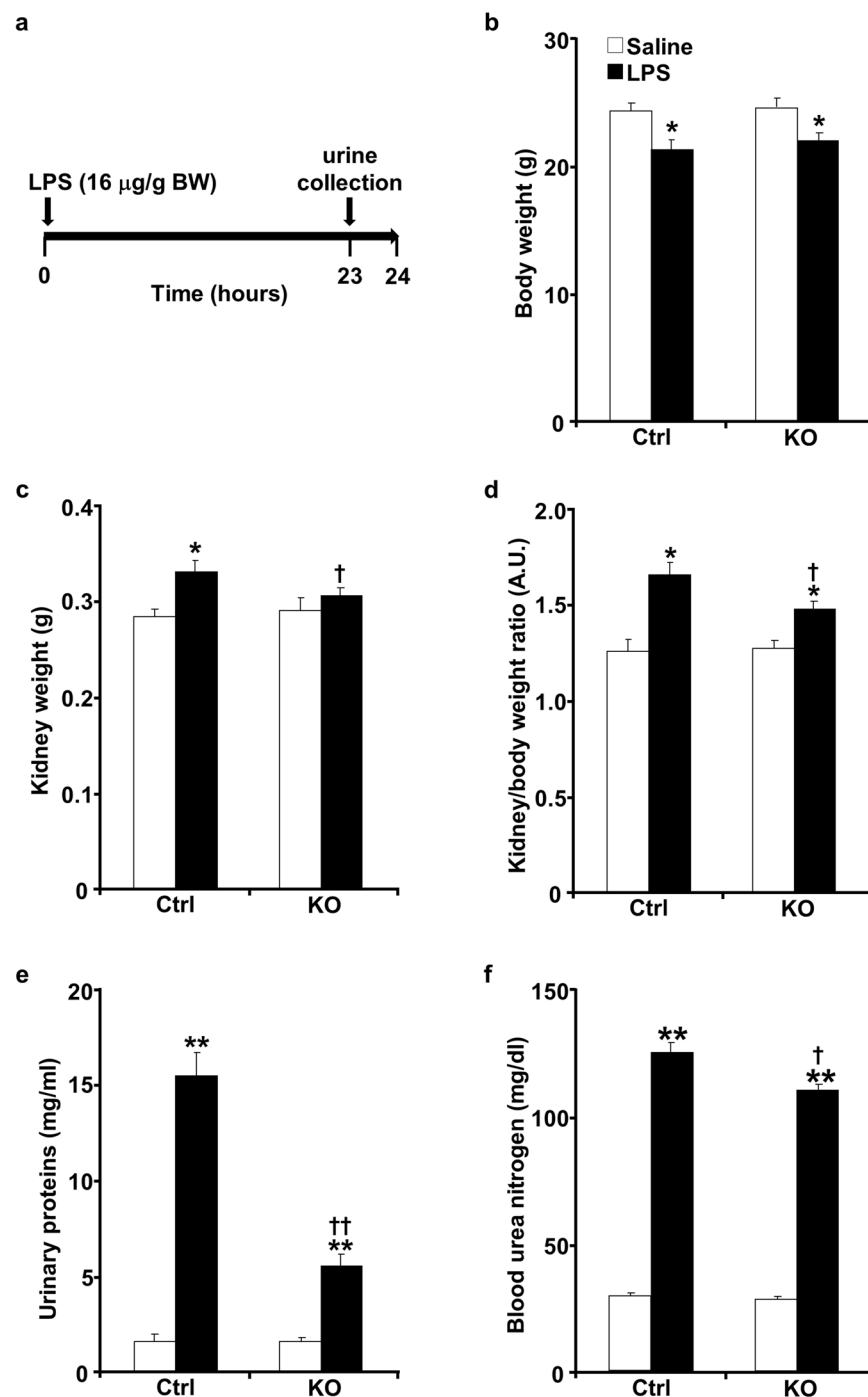 a
LPS (16 μg/g BW)
urine
collection
0
23
24
Time (hours)
b
Saline
LPS
Body weight (g)
30
20
10
0
*
*
Ctrl
KO
c
Kidney weight (g)
0.4
0.3
0.2
0.1
0
*
†
Ctrl
KO
d
Kidney/body weight ratio (A.U.)
2.0
1.5
1.0
0.5
0
*
†
*
Ctrl
KO
e
Urinary proteins (mg/ml)
20
15
10
5
0
**
††
**
Ctrl
KO
f
Blood urea nitrogen (mg/dl)
150
100
50
0
**
†
**
Ctrl
KO